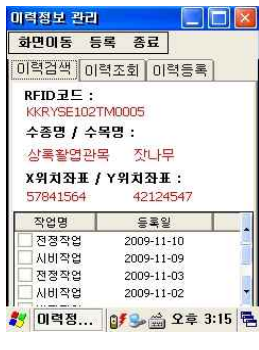 이력정보 관리
화면이동 등록 종료
이력검색 이력조회 이력등록
RFID코드 :
KKRYSE102TM0005
수종명 / 수목명 :
상록활엽관목 잣나무
X위치좌표 / Y위치좌표 :
57841564 42124547
작업명 등록일
전정작업 2009-11-10
시비작업 2009-11-09
전정작업 2009-11-03
시비작업 2009-11-02
이력정... 오후 3:15